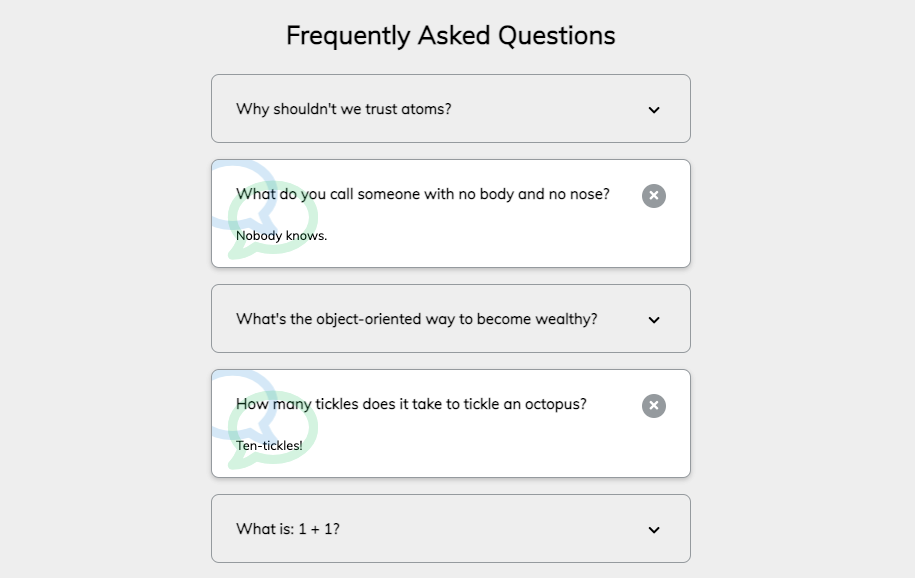 Frequently Asked Questions
Why shouldn't we trust atoms?
What do you call someone with no body and no nose?
Nobody knows.
What's the object-oriented way to become wealthy?
How many tickles does it take to tickle an octopus?
Ten-tickles!
What is: 1 + 1?